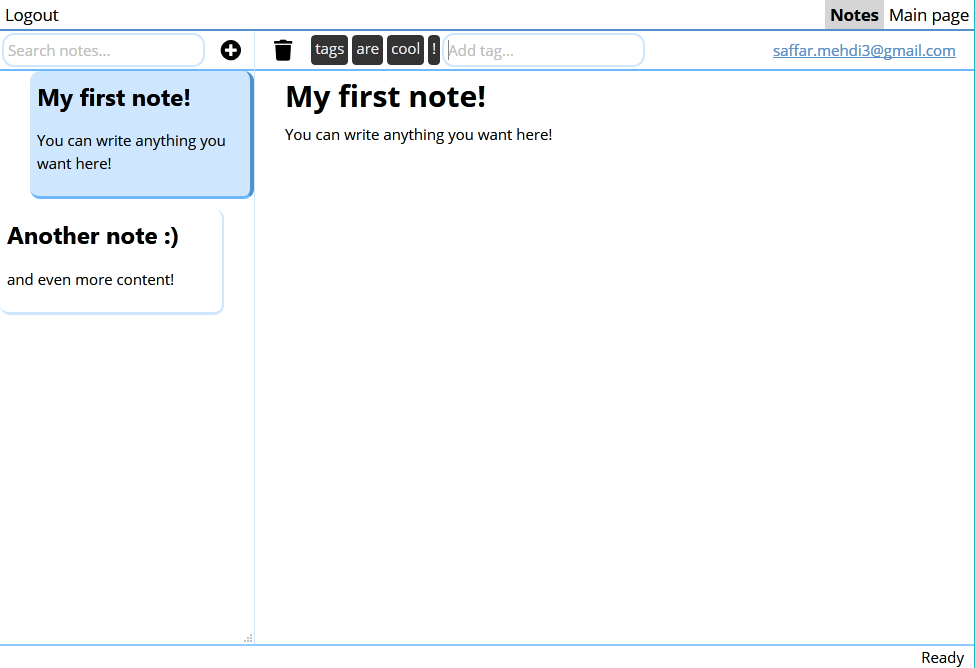 Logout Notes Main page
Search notes... tags are cool ! Add tag... saffar.mehdi3@gmail.com
My first note!
You can write anything you
want here!
Another note :)
and even more content!
My first note!
You can write anything you want here!
Ready